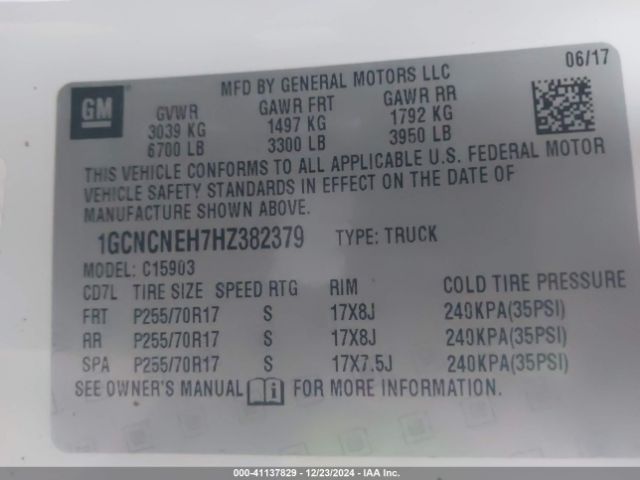 06/17
MFD BY GENERAL MOTORS LLC
GM
GVWR GAWR FRT GAWR RR
3039 KG 1497 KG 1792 KG
6700 LB 3300 LB 3950 LB
THIS VEHICLE CONFORMS TO ALL APPLICABLE U.S. FEDERAL MOTOR
VEHICLE SAFETY STANDARDS IN EFFECT ON THE DATE OF
MANUFACTURE SHOWN ABOVE.
1GCNCNEH7HZ382379 TYPE: TRUCK
MODEL: C15903
CD7L TIRE SIZE SPEED RTG RIM COLD TIRE PRESSURE
FRT P255/70R17 S 17X8J 240KPA(35PSI)
RR P255/70R17 S 17X8J 240KPA(35PSI)
SPA P255/70R17 S 17X7.5J 240KPA(35PSI)
SEE OWNER'S MANUAL i FOR MORE INFORMATION.
000-41137829 - 12/23/2024 - IAA Inc.